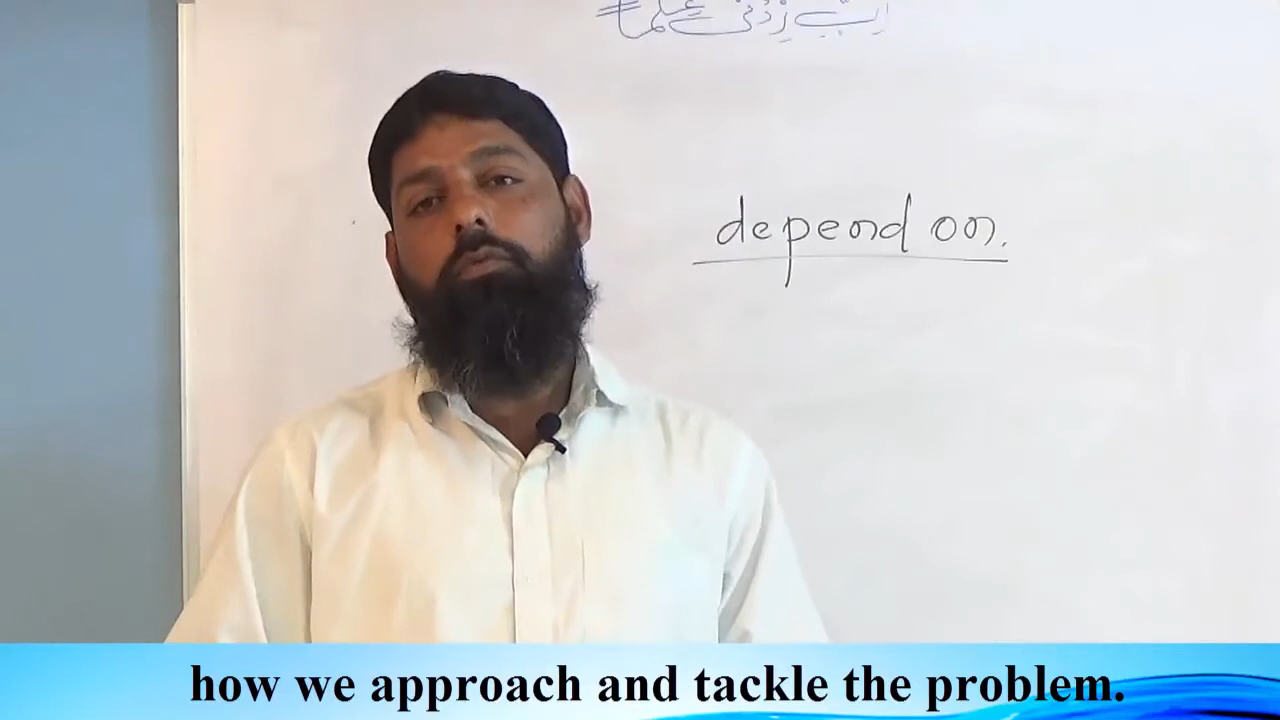 رَبِّ زِدْنِي عِلْمًا
depend on.
how we approach and tackle the problem.